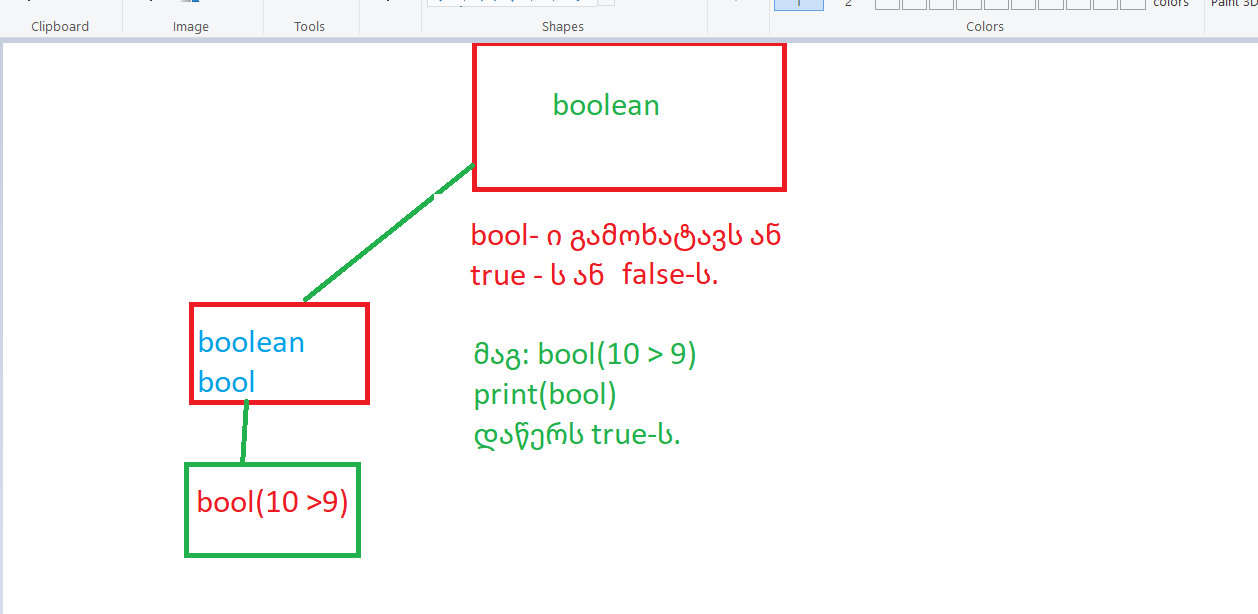 1
2
colors
Paint 3D
Clipboard
Image
Tools
Shapes
Colors
boolean
bool- ი გამოხატავს ან
true - ს ან false-ს.
boolean
bool
მაგ: bool(10 > 9)
print(bool)
დაწერს true-ს.
bool(10 >9)